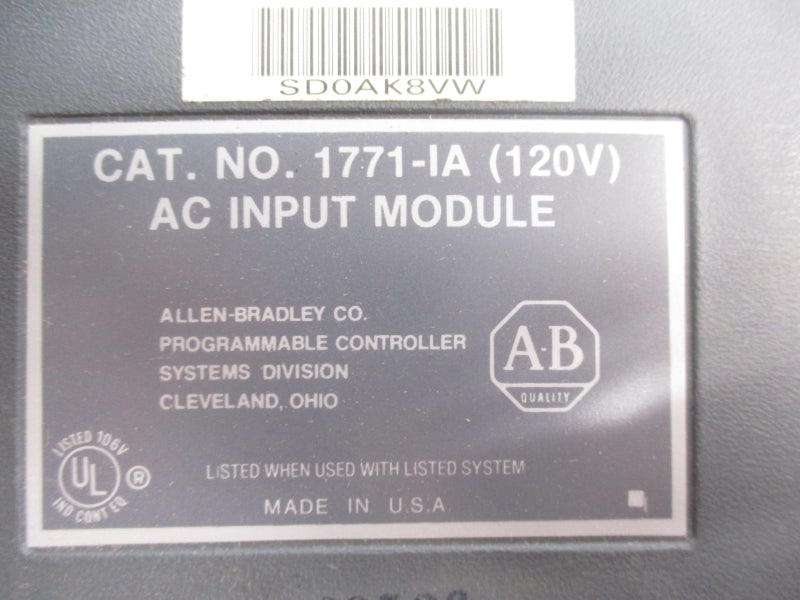 SD0AK8VW
CAT. NO. 1771-IA (120V)
AC INPUT MODULE
ALLEN-BRADLEY CO.
PROGRAMMABLE CONTROLLER
SYSTEMS DIVISION
CLEVELAND, OHIO
A-B
QUALITY
LISTED 106V
UL
®
IND CONT EQ
LISTED WHEN USED WITH LISTED SYSTEM
MADE IN U.S.A.